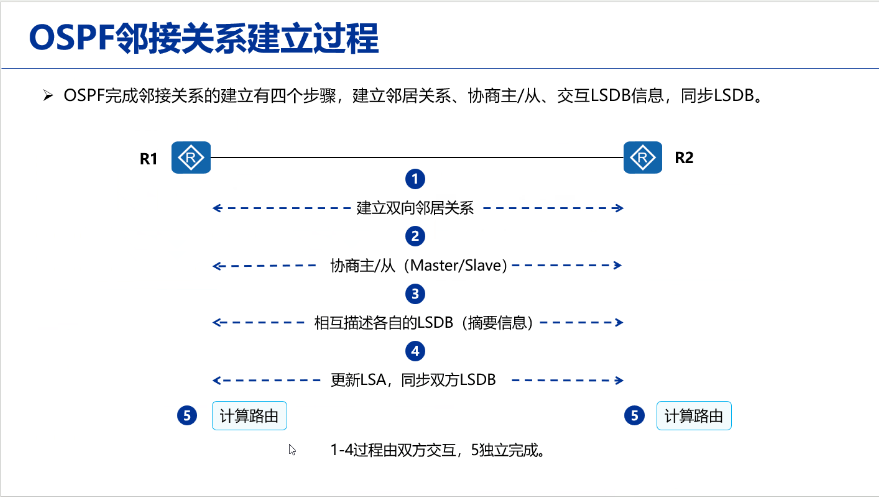 OSPF邻接关系建立过程
OSPF完成邻接关系的建立有四个步骤，建立邻居关系、协商主/从、交互LSDB信息，同步LSDB。
R1 R R R2
1
建立双向邻居关系
2
协商主/从（Master/Slave）
3
相互描述各自的LSDB（摘要信息）
4
更新LSA，同步双方LSDB
5 计算路由 5 计算路由
1-4过程由双方交互，5独立完成。